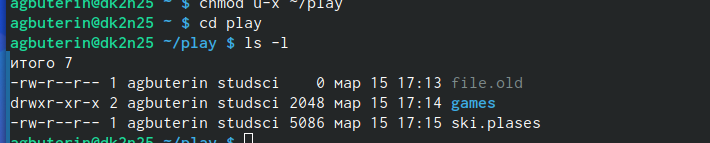 agbuterin@dk2n25 ~ $ chmod u-x ~/play
agbuterin@dk2n25 ~ $ cd play
agbuterin@dk2n25 ~/play $ ls -l
итого 7
-rw-r--r-- 1 agbuterin studsci    0 мар 15 17:13 file.old
drwxr-xr-x 2 agbuterin studsci 2048 мар 15 17:14 games
-rw-r--r-- 1 agbuterin studsci 5086 мар 15 17:15 ski.plases
agbuterin@dk2n25 ~/play $